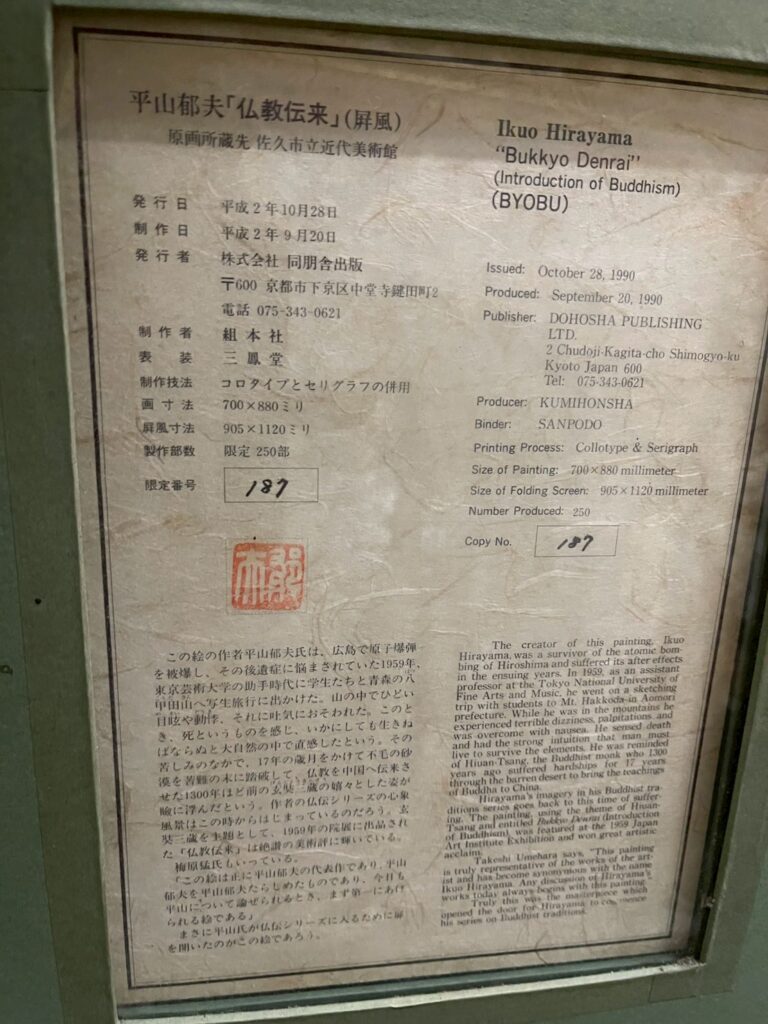 平山郁夫「仏教伝来」(屛風)
原画所蔵先 佐久市立近代美術館
発行日 平成2年10月28日
制作日 平成2年9月20日
発行者 株式会社 同朋舎出版
〒600 京都市下京区中堂寺鍵田町2
電話 075-343-0621
制作者 組本社
表装 三鳳堂
制作技法 コロタイプとセリグラフの併用
画寸法 700×880ミリ
屛風寸法 905×1120ミリ
製作部数 限定 250部
限定番号 187
この絵の作者平山郁夫氏は、広島で原子爆弾
を被爆し、その後遺症に悩まされていた1959年、
東京芸術大学の助手時代に学生たちと青森の八
甲田山へ写生旅行に出かけた。山の中でひどい
目眩や動悸、それに吐気におそわれた。このと
き、死というものを感じ、いかにしても生きね
ばならぬと大自然の中で直感したという。その
苦しみのなかで、17年の歳月をかけて不毛の砂
漠を苦難の末に踏破して、仏教を中国へ伝来さ
せた1300年ほど前の玄奘三蔵の嬉々とした姿が
瞼に浮んだという。作者の仏伝シリーズの心象
風景はこの時からはじまっているのだろう。玄
奘三蔵を主題として、1959年の院展に出品され
た「仏教伝来」は絶讃の美術評に輝いている。
梅原猛氏もいっている。
「この絵は正に平山郁夫の代表作であり、平山
郁夫を平山郁夫たらしめたものであり、今日も
平山について論ぜられるとき、まず第一にあげ
られる絵である」
まさに平山氏が仏伝シリーズに入るために扉
を開いたのがこの絵であろう。
Ikuo Hirayama
"Bukkyo Denrai"
(Introduction of Buddhism)
(BYOBU)
Issued: October 28, 1990
Produced: September 20, 1990
Publisher: DOHOSHA PUBLISHING
LTD.
2 Chudoji-Kagita-cho Shimogyo-ku
Kyoto Japan 600
Tel: 075-343-0621
Producer: KUMIHONSHA
Binder: SANPODO
Printing Process: Collotype & Serigraph
Size of Painting: 700×880 millimeter
Size of Folding Screen: 905×1120 millimeter
Number Produced: 250
Copy No. 187
The creator of this painting, Ikuo
Hirayama, was a survivor of the atomic bom-
bing of Hiroshima and suffered its after effects
in the ensuing years. In 1959, as an assistant
professor at the Tokyo National University of
Fine Arts and Music, he went on a sketching
trip with students to Mt. Hakkoda in Aomori
prefecture. While he was in the mountains he
experienced terrible dizziness, palpitations, and
was overcome with nausea. He sensed death
and had the strong intuition that man must
live to survive the elements. He was reminded
of Hiuan-Tsang, the Buddhist monk who 1300
years ago suffered hardships for 17 years
through the barren desert to bring the teachings
of Buddha to China.
Hirayama's imagery in his Buddhist tra-
ditions series goes back to this time of suffer-
ing. The painting, using the theme of Hiuan-
Tsang and entitled Bukkyo Denrai (Introduction
of Buddhism), was featured at the 1959 Japan
Art Institute Exhibition and won great artistic
acclaim.
Takeshi Umehara says, "This painting
is truly representative of the works of the art-
ist and has become synonymous with the name
Ikuo Hirayama. Any discussion of Hirayama's
works today always begins with this painting."
Truly this was the masterpiece which
opened the door for Hirayama to commence
his series on Buddhist traditions.